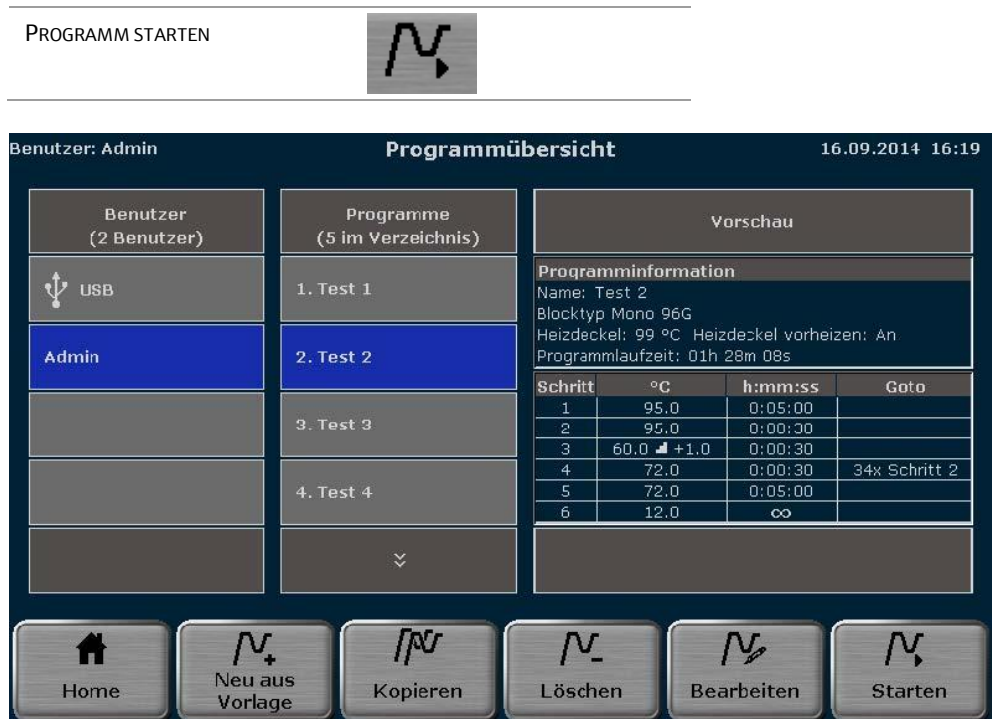 PROGRAMM STARTEN
Benutzer: Admin
Programmübersicht
16.09.2014 16:19
Benutzer
(2 Benutzer)
USB
Admin
Programme
(5 im Verzeichnis)
1. Test 1
2. Test 2
3. Test 3
4. Test 4
Vorschau
Programminformation
Name: Test 2
Blocktyp Mono 96G
Heizdeckel: 99 °C Heizdeckel vorheizen: An
Programmlaufzeit: 01h 28m 08s
Schritt °C h:mm:ss Goto
1 95.0 0:05:00
2 95.0 0:00:30
3 60.0 +1.0 0:00:30
4 72.0 0:00:30 34x Schritt 2
5 72.0 0:05:00
6 12.0 ∞
Home
Neu aus
Vorlage
Kopieren
Löschen
Bearbeiten
Starten